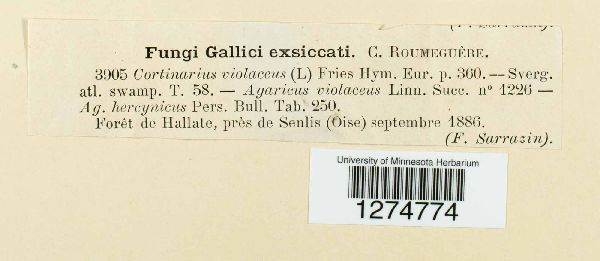 Fungi Gallici exsiccati. C. ROUMEGUÈRE.
3905 Cortinarius violaceus (L) Fries Hym. Eur. p. 360. — Sverg.
atl. swamp. T. 58. — Agaricus violaceus Linn. Suec. n° 1226 —
Ag. hercynicus Pers. Bull. Tab. 250.
Forêt de Hallate, près de Senlis (Oise) septembre 1886.
(F. Sarrazin).
University of Minnesota Herbarium
1274774